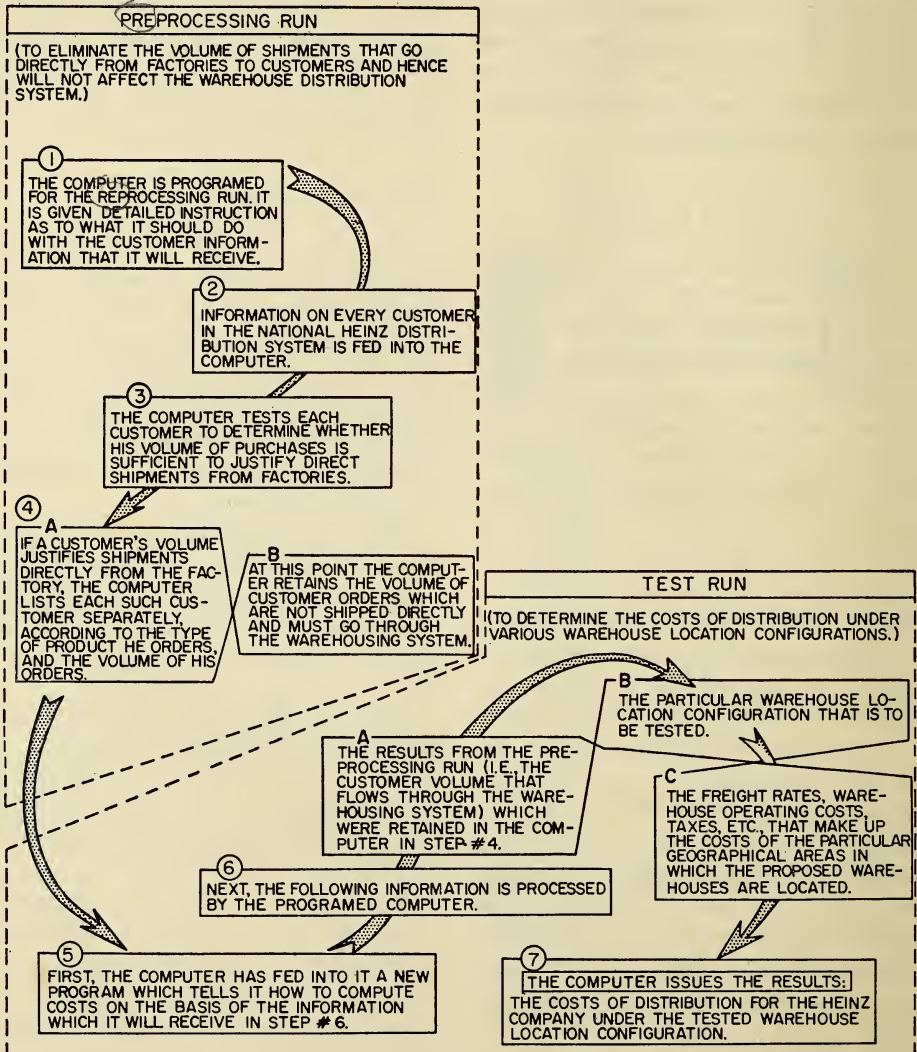 PREPROCESSING RUN
(TO ELIMINATE THE VOLUME OF SHIPMENTS THAT GO
DIRECTLY FROM FACTORIES TO CUSTOMERS AND HENCE
WILL NOT AFFECT THE WAREHOUSE DISTRIBUTION
SYSTEM.)
1
THE COMPUTER IS PROGRAMED
FOR THE REPROCESSING RUN. IT
IS GIVEN DETAILED INSTRUCTION
AS TO WHAT IT SHOULD DO
WITH THE CUSTOMER INFORM-
ATION THAT IT WILL RECEIVE.
2
INFORMATION ON EVERY CUSTOMER
IN THE NATIONAL HEINZ DISTRI-
BUTION SYSTEM IS FED INTO THE
COMPUTER.
3
THE COMPUTER TESTS EACH
CUSTOMER TO DETERMINE WHETHER
HIS VOLUME OF PURCHASES IS
SUFFICIENT TO JUSTIFY DIRECT
SHIPMENTS FROM FACTORIES.
4
A
IF A CUSTOMER'S VOLUME
JUSTIFIES SHIPMENTS
DIRECTLY FROM THE FAC-
TORY, THE COMPUTER
LISTS EACH SUCH CUS-
TOMER SEPARATELY,
ACCORDING TO THE TYPE
OF PRODUCT HE ORDERS,
AND THE VOLUME OF HIS
ORDERS.
B
AT THIS POINT THE COMPUT-
ER RETAINS THE VOLUME OF
CUSTOMER ORDERS WHICH
ARE NOT SHIPPED DIRECTLY
AND MUST GO THROUGH
THE WAREHOUSING SYSTEM.
TEST RUN
(TO DETERMINE THE COSTS OF DISTRIBUTION UNDER
VARIOUS WAREHOUSE LOCATION CONFIGURATIONS.)
5
FIRST, THE COMPUTER HAS FED INTO IT A NEW
PROGRAM WHICH TELLS IT HOW TO COMPUTE
COSTS ON THE BASIS OF THE INFORMATION
WHICH IT WILL RECEIVE IN STEP #6.
6
NEXT, THE FOLLOWING INFORMATION IS PROCESSED
BY THE PROGRAMED COMPUTER.
A
THE RESULTS FROM THE PRE-
PROCESSING RUN (I.E., THE
CUSTOMER VOLUME THAT
FLOWS THROUGH THE WARE-
HOUSING SYSTEM) WHICH
WERE RETAINED IN THE COM-
PUTER IN STEP #4.
B
THE PARTICULAR WAREHOUSE LO-
CATION CONFIGURATION THAT IS TO
BE TESTED.
C
THE FREIGHT RATES, WARE-
HOUSE OPERATING COSTS,
TAXES, ETC., THAT MAKE UP
THE COSTS OF THE PARTICULAR
GEOGRAPHICAL AREAS IN
WHICH THE PROPOSED WARE-
HOUSES ARE LOCATED.
7
THE COMPUTER ISSUES THE RESULTS:
THE COSTS OF DISTRIBUTION FOR THE HEINZ
COMPANY UNDER THE TESTED WAREHOUSE
LOCATION CONFIGURATION.